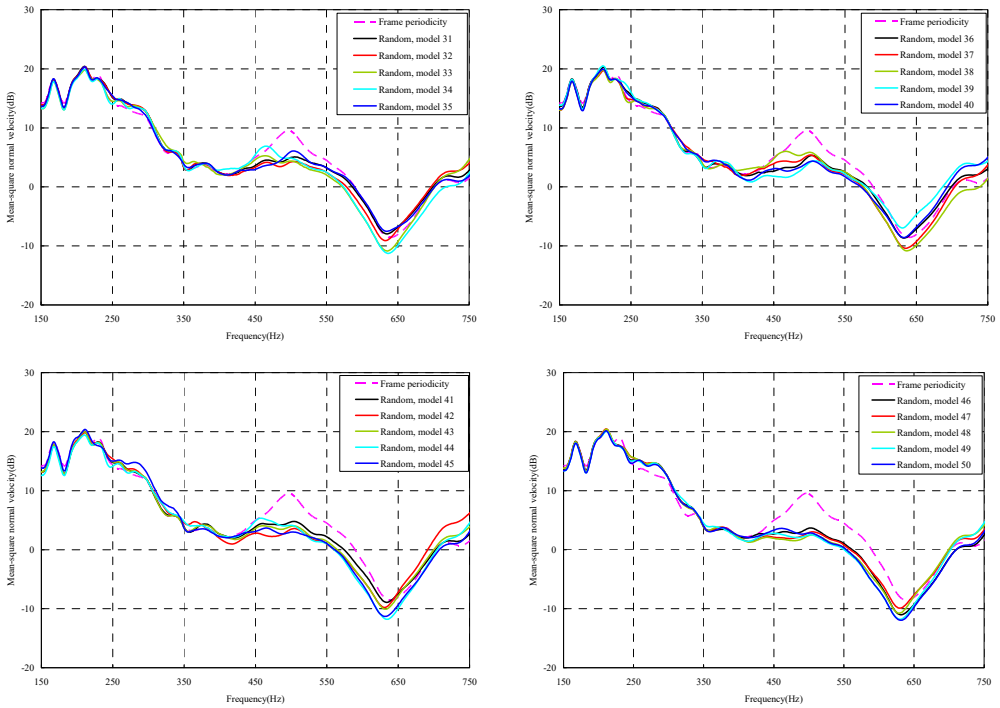 30
20
10
0
-10
-20
Mean-square normal velocity(dB)
Frame periodicity
Random, model 31
Random, model 32
Random, model 33
Random, model 34
Random, model 35
150 250 350 450 550 650 750
Frequency(Hz)
30
20
10
0
-10
-20
Mean-square normal velocity(dB)
Frame periodicity
Random, model 36
Random, model 37
Random, model 38
Random, model 39
Random, model 40
150 250 350 450 550 650 750
Frequency(Hz)
30
20
10
0
-10
-20
Mean-square normal velocity(dB)
Frame periodicity
Random, model 41
Random, model 42
Random, model 43
Random, model 44
Random, model 45
150 250 350 450 550 650 750
Frequency(Hz)
30
20
10
0
-10
-20
Mean-square normal velocity(dB)
Frame periodicity
Random, model 46
Random, model 47
Random, model 48
Random, model 49
Random, model 50
150 250 350 450 550 650 750
Frequency(Hz)